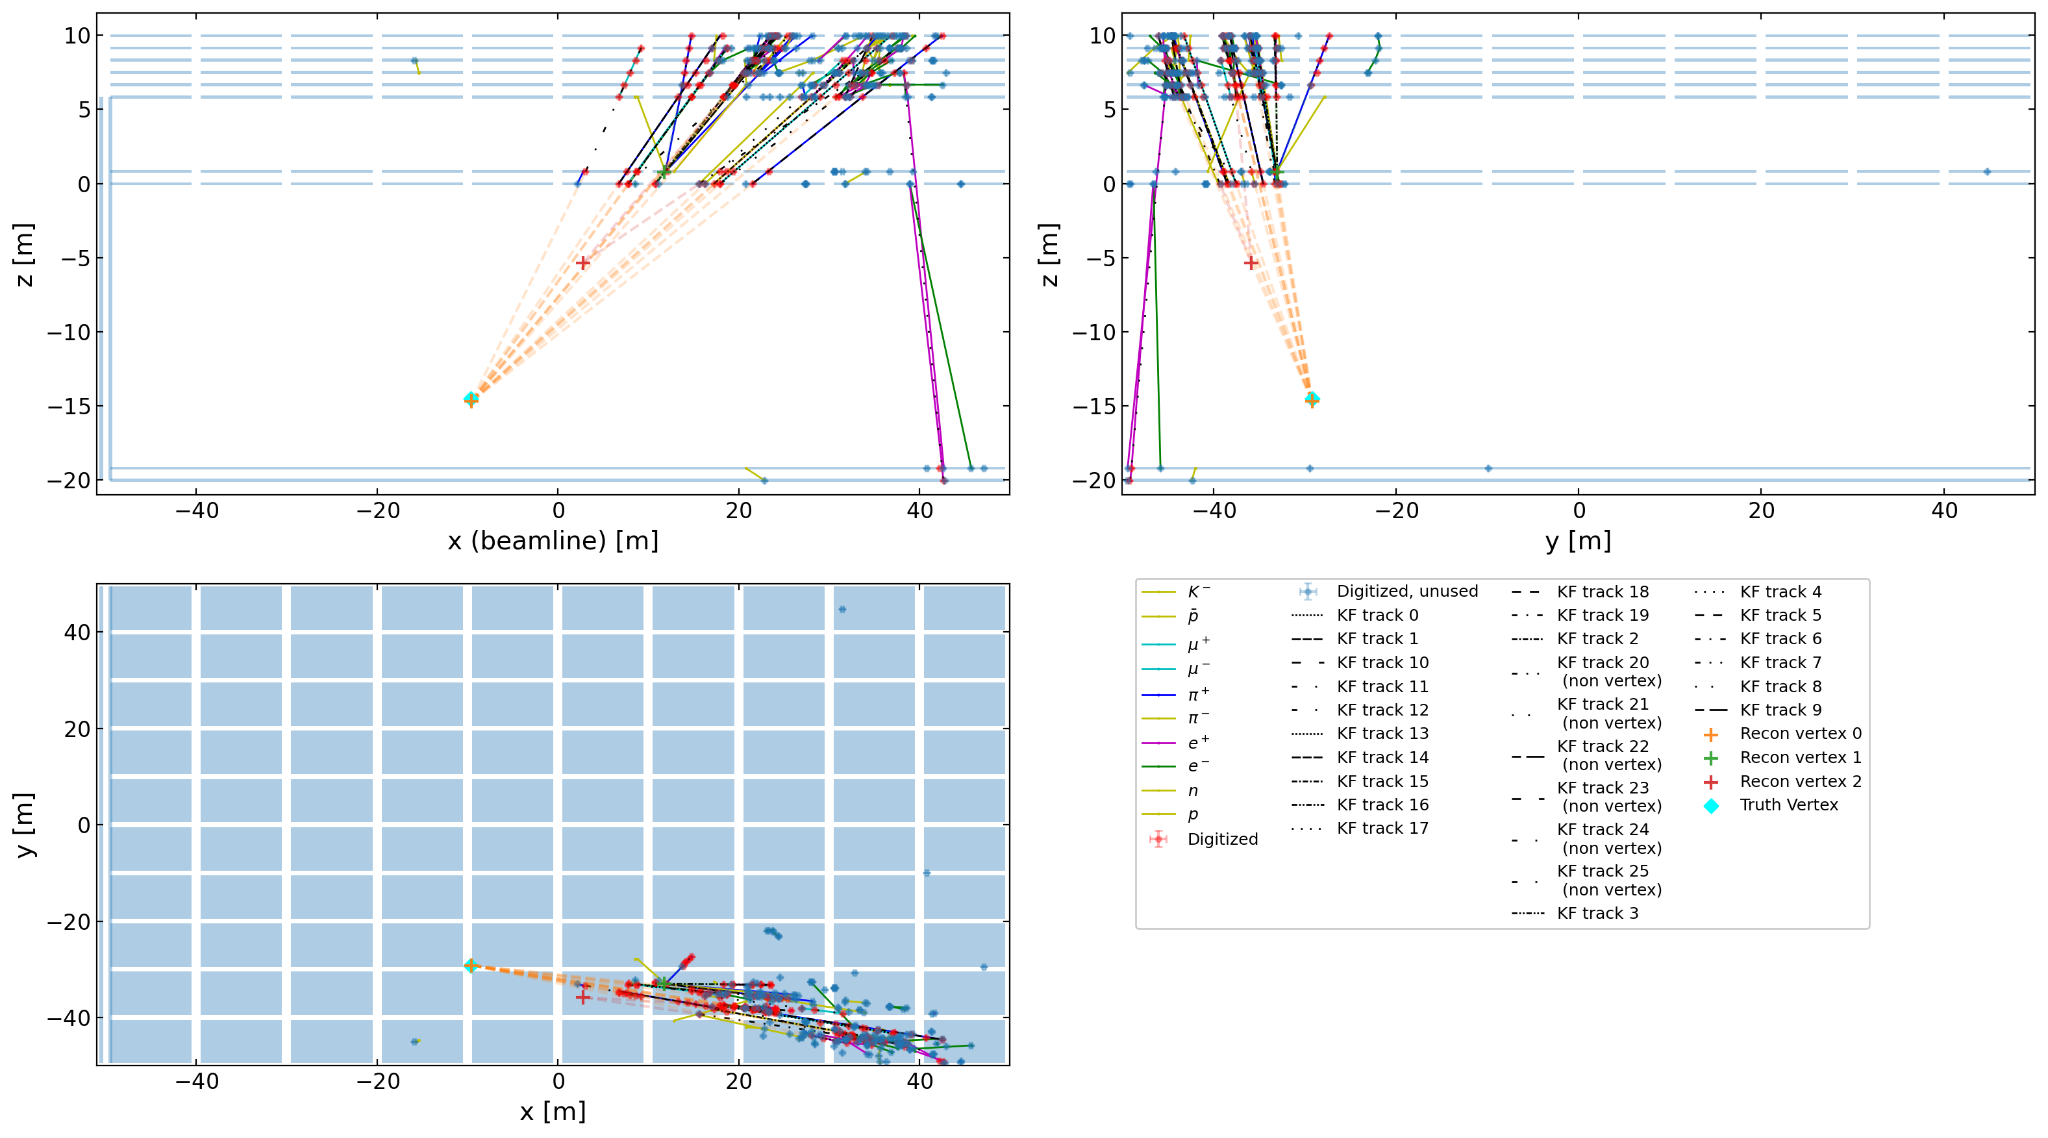 10
5
0
−5
−10
−15
−20
z [m]
−40
−20
0
20
40
x (beamline) [m]
10
5
0
−5
−10
−15
−20
z [m]
−40
−20
0
20
40
y [m]
40
20
0
−20
−40
y [m]
−40
−20
0
20
40
x [m]
K⁻
p̄
μ⁺
μ⁻
π⁺
π⁻
e⁺
e⁻
n
p
Digitized
Digitized, unused
KF track 0
KF track 1
KF track 10
KF track 11
KF track 12
KF track 13
KF track 14
KF track 15
KF track 16
KF track 17
KF track 18
KF track 19
KF track 2
KF track 20
(non vertex)
KF track 21
(non vertex)
KF track 22
(non vertex)
KF track 23
(non vertex)
KF track 24
(non vertex)
KF track 25
(non vertex)
KF track 3
KF track 4
KF track 5
KF track 6
KF track 7
KF track 8
KF track 9
Recon vertex 0
Recon vertex 1
Recon vertex 2
Truth Vertex